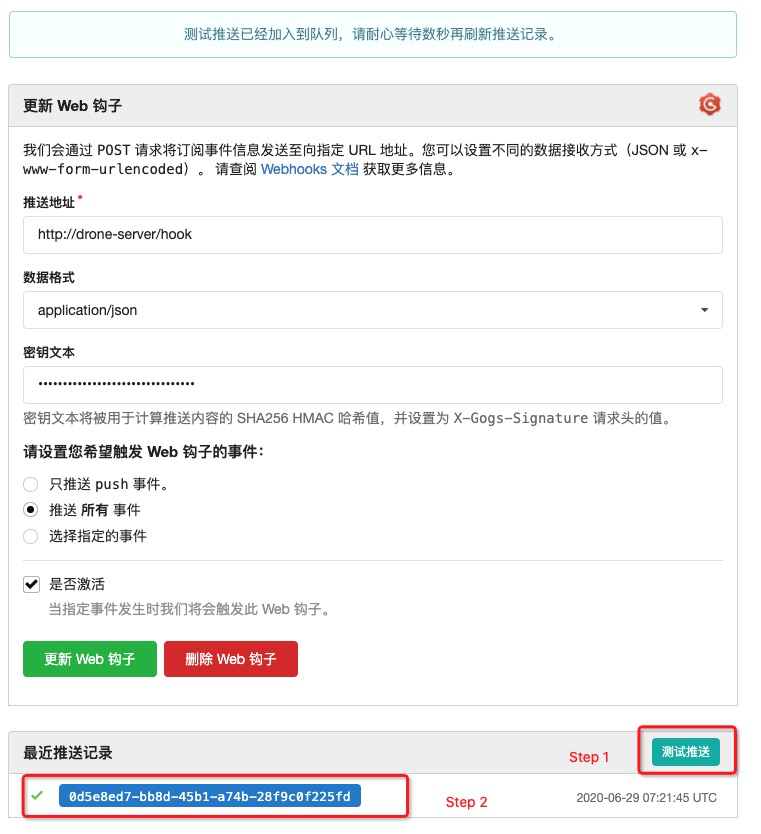 测试推送已经加入到队列，请耐心等待数秒再刷新推送记录。
更新 Web 钩子
我们会通过 POST 请求将订阅事件信息发送至向指定 URL 地址。您可以设置不同的数据接收方式（JSON 或 x-
www-form-urlencoded）。 请查阅 Webhooks 文档 获取更多信息。
推送地址*
http://drone-server/hook
数据格式
application/json
密钥文本
••••••••••••••••••••••••••••••••
密钥文本将被用于计算推送内容的 SHA256 HMAC 哈希值，并设置为 X-Gogs-Signature 请求头的值。
请设置您希望触发 Web 钩子的事件：
只推送 push 事件。
推送 所有 事件
选择指定的事件
是否激活
当指定事件发生时我们将会触发此 Web 钩子。
更新 Web 钩子 删除 Web 钩子
最近推送记录 Step 1 测试推送
0d5e8ed7-bb8d-45b1-a74b-28f9c0f225fd Step 2 2020-06-29 07:21:45 UTC